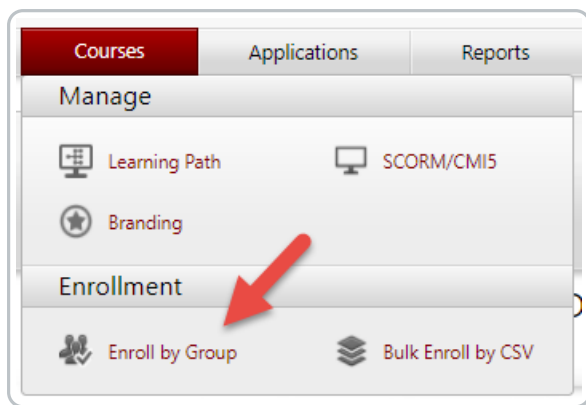 Courses Applications Reports
Manage
Learning Path SCORM/CMI5
Branding
Enrollment
Enroll by Group Bulk Enroll by CSV